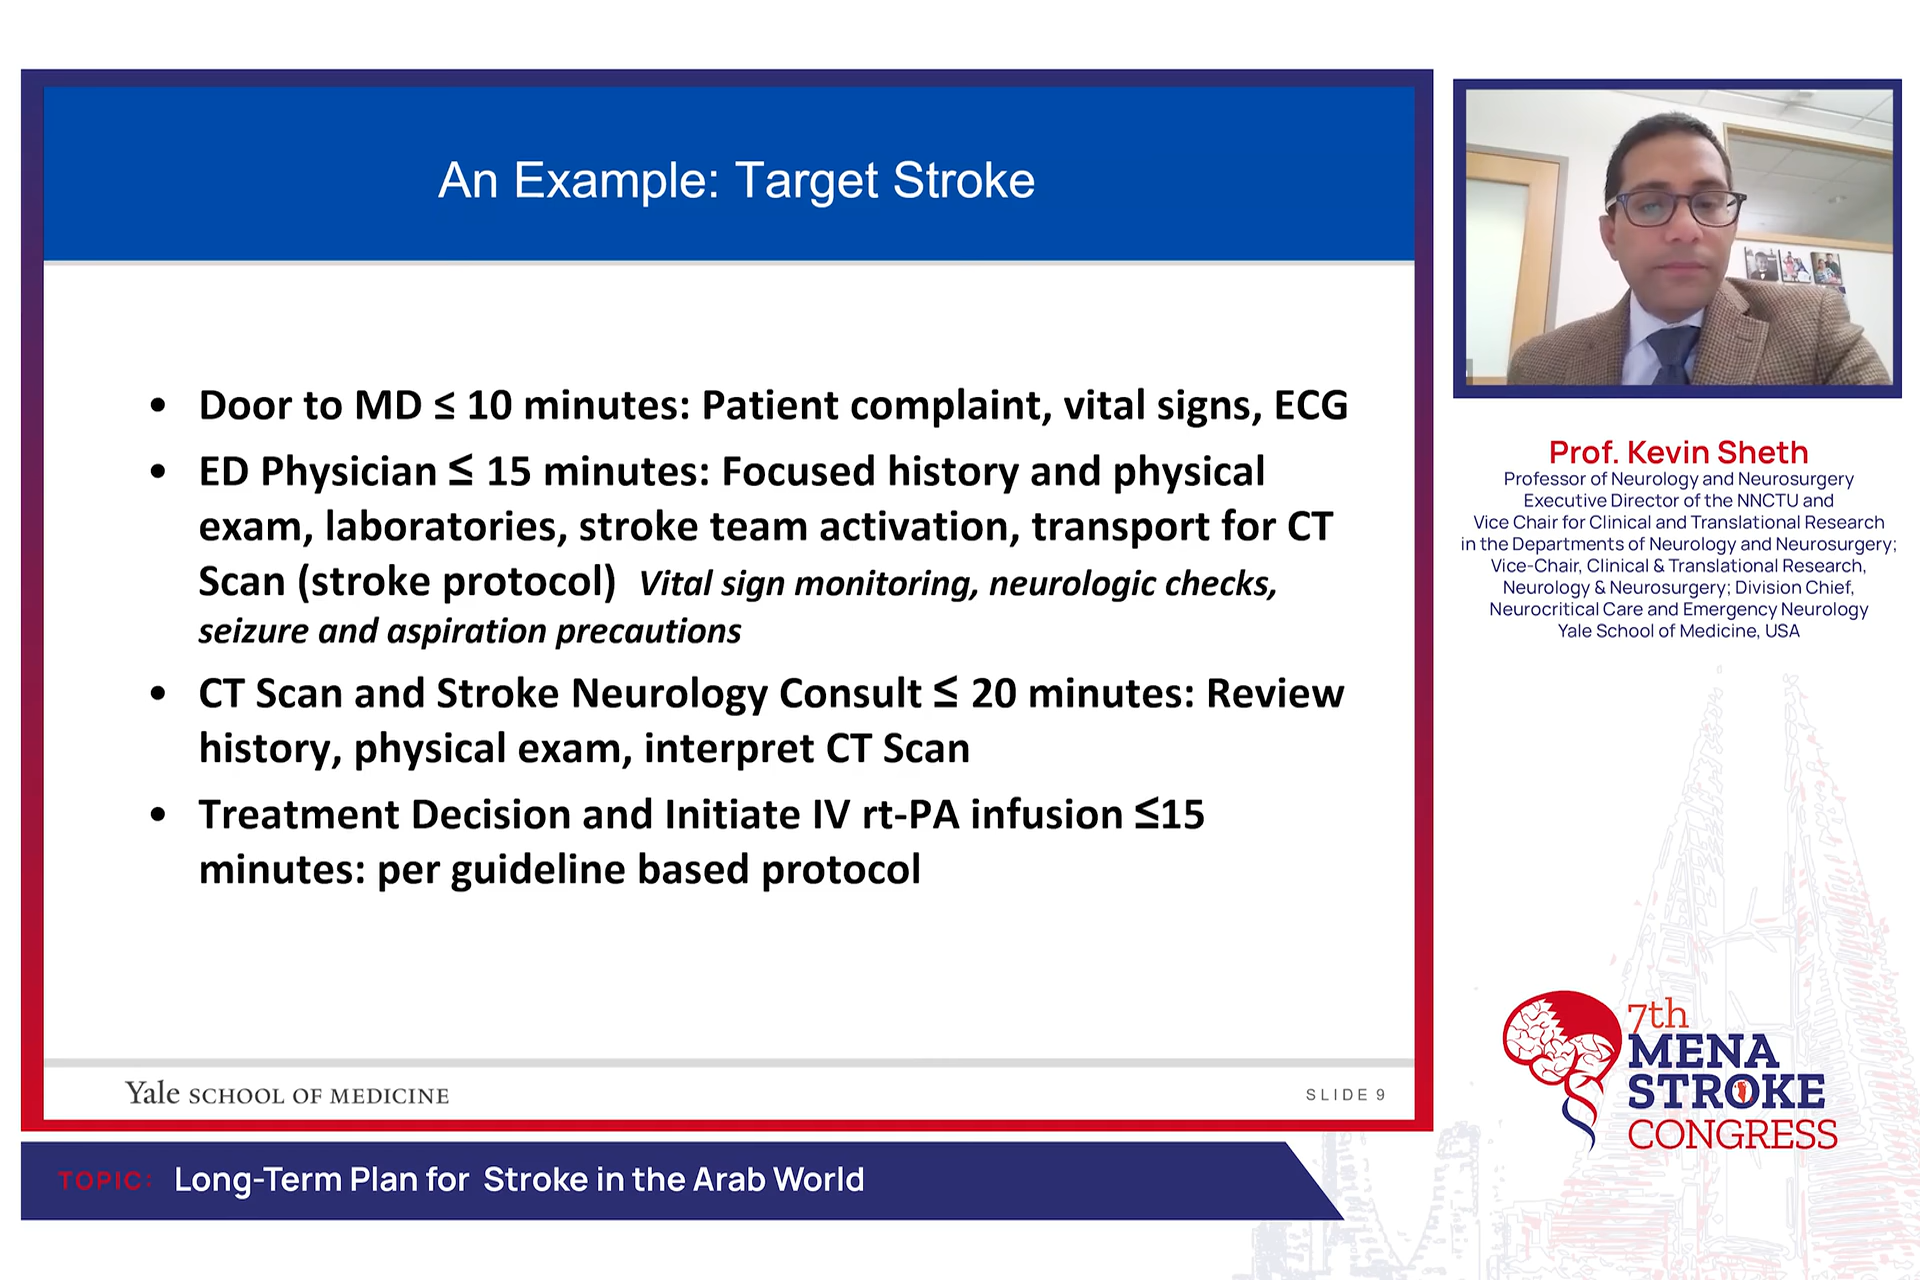 An Example: Target Stroke
• Door to MD ≤ 10 minutes: Patient complaint, vital signs, ECG
• ED Physician ≤ 15 minutes: Focused history and physical
exam, laboratories, stroke team activation, transport for CT
Scan (stroke protocol) Vital sign monitoring, neurologic checks,
seizure and aspiration precautions
• CT Scan and Stroke Neurology Consult ≤ 20 minutes: Review
history, physical exam, interpret CT Scan
• Treatment Decision and Initiate IV rt-PA infusion ≤15
minutes: per guideline based protocol
Yale SCHOOL OF MEDICINE
SLIDE 9
TOPIC: Long-Term Plan for Stroke in the Arab World
Prof. Kevin Sheth
Professor of Neurology and Neurosurgery
Executive Director of the NNCTU and
Vice Chair for Clinical and Translational Research
in the Departments of Neurology and Neurosurgery;
Vice-Chair, Clinical & Translational Research,
Neurology & Neurosurgery; Division Chief,
Neurocritical Care and Emergency Neurology
Yale School of Medicine, USA
7th
MENA
STROKE
CONGRESS